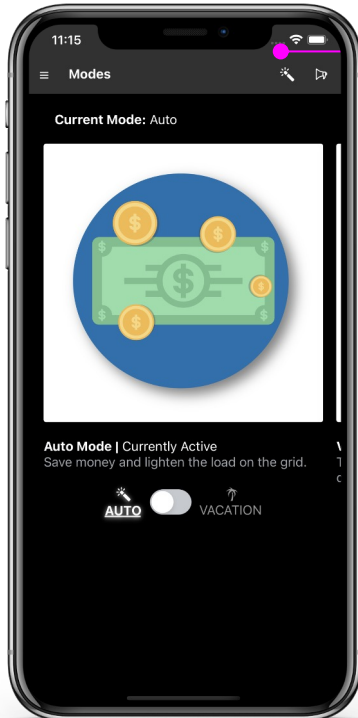 11:15
Modes
Current Mode: Auto
$ $ $ $ $ $ $ $ $
Auto Mode | Currently Active
Save money and lighten the load on the grid.
AUTO VACATION